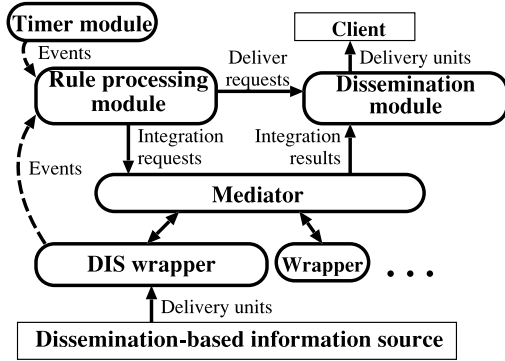 Timer module
Client
Events
Deliver
requests
Delivery units
Rule processing
module
Dissemination
module
Integration
requests
Integration
results
Events
Mediator
DIS wrapper
Wrapper
. . .
Delivery units
Dissemination-based information source